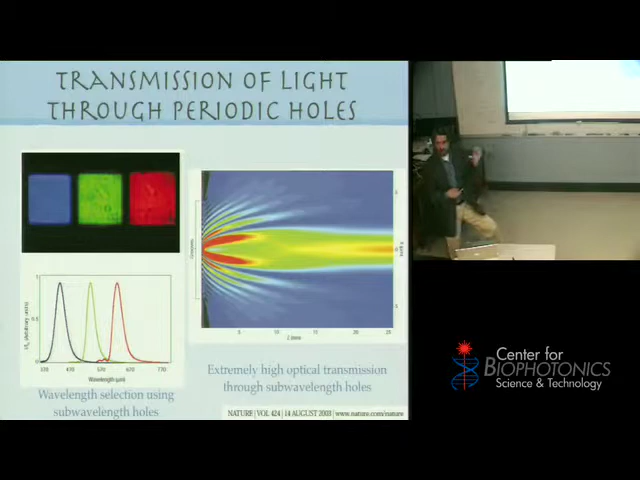 TRANSMISSION OF LIGHT
THROUGH PERIODIC HOLES
Wavelength selection using
subwavelength holes
Extremely high optical transmission
through subwavelength holes
NATURE | VOL 424 | 14 AUGUST 2003 | www.nature.com/nature
Center for
BIOPHOTONICS
Science & Technology